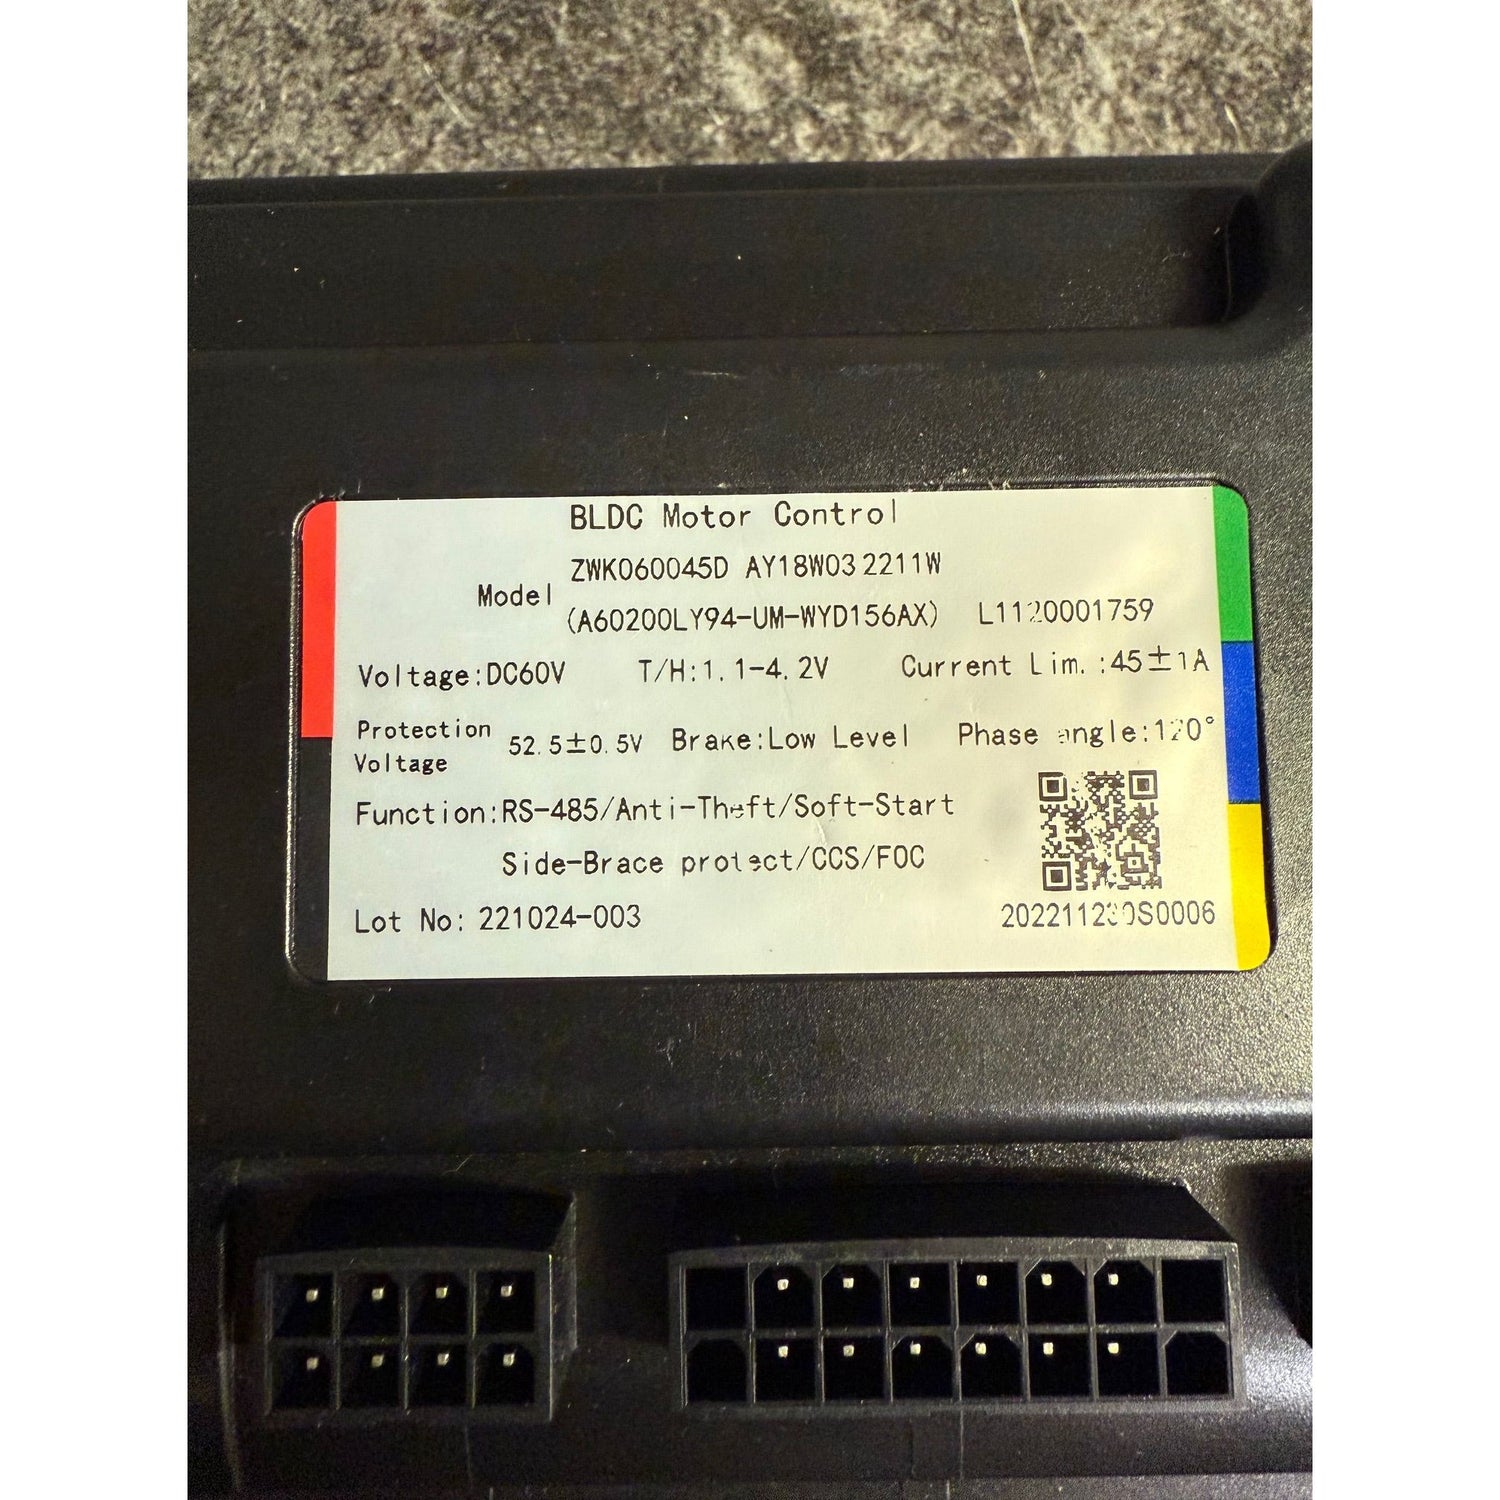 BLDC Motor Control
ZWK060045D AY18W03 2211W
Model
(A60200LY94-UM-WYD156AX) L1120001759
Voltage:DC60V T/H:1.1-4.2V Current Lim.:45±1A
Protection Voltage 52.5±0.5V Brake:Low Level Phase angle:120°
Function:RS-485/Anti-Theft/Soft-Start
Side-Brace protect/CCS/FOC
Lot No: 221024-003 202211230S0006